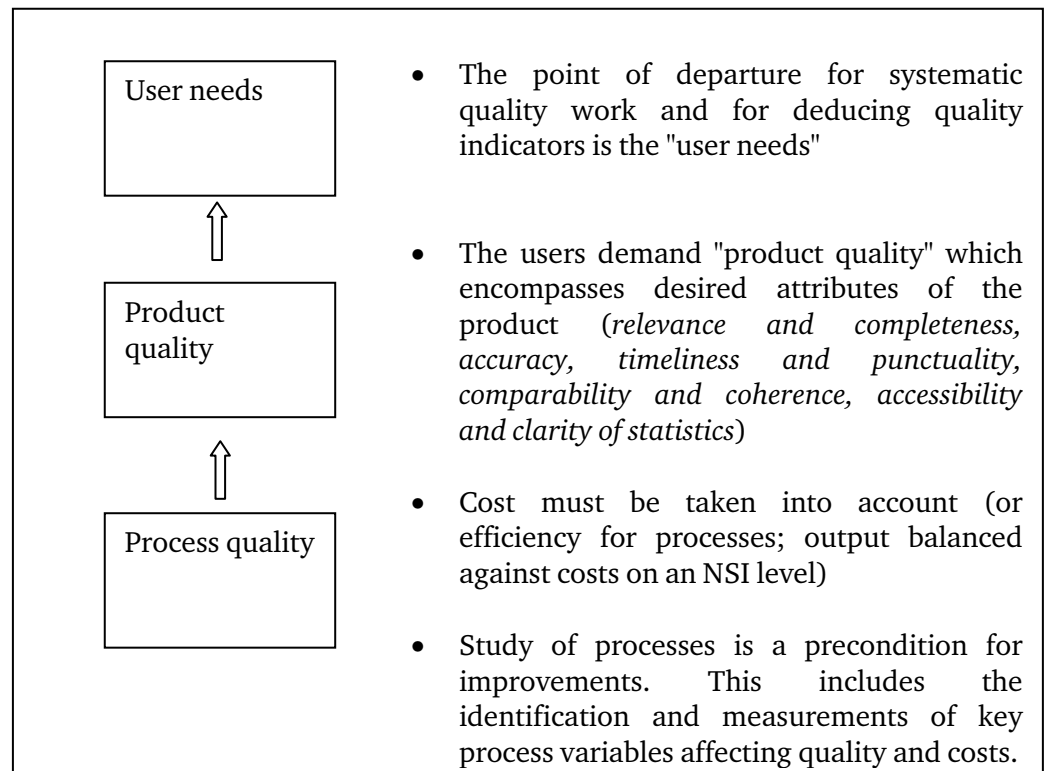 User needs
• The point of departure for systematic
quality work and for deducing quality
indicators is the "user needs"
Product
quality
• The users demand "product quality" which
encompasses desired attributes of the
product (relevance and completeness,
accuracy, timeliness and punctuality,
comparability and coherence, accessibility
and clarity of statistics)
Process quality
• Cost must be taken into account (or
efficiency for processes; output balanced
against costs on an NSI level)
• Study of processes is a precondition for
improvements. This includes the
identification and measurements of key
process variables affecting quality and costs.